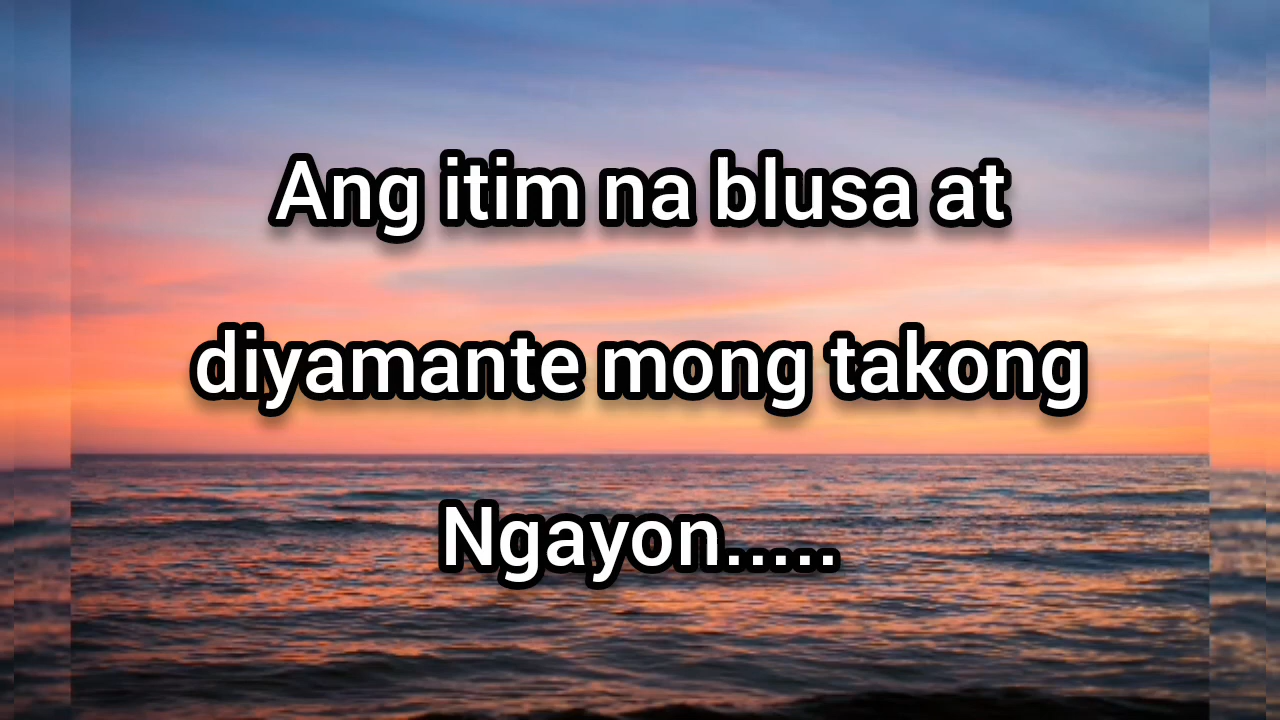 Ang itim na blusa at
diyamante mong takong
Ngayon.....